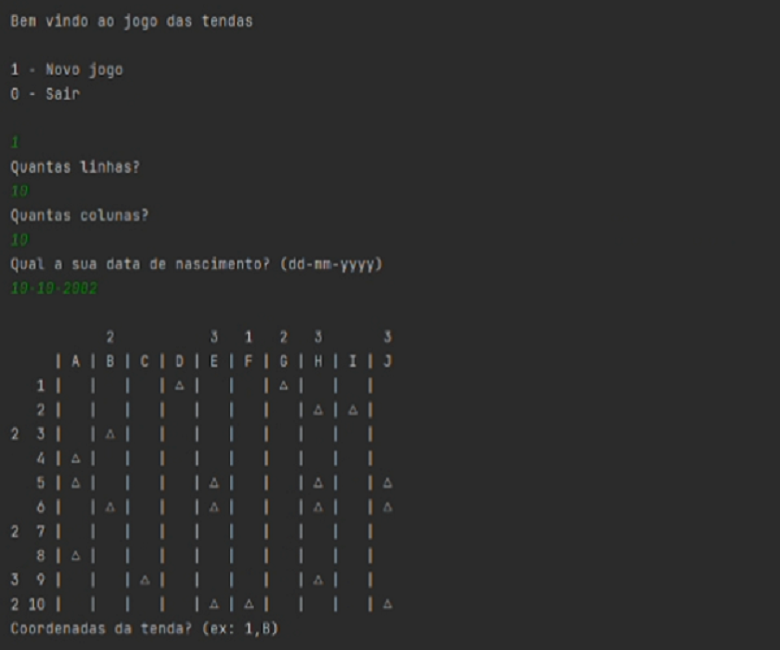 Bem vindo ao jogo das tendas
1 - Novo jogo
0 - Sair
1
Quantas linhas?
10
Quantas colunas?
10
Qual a sua data de nascimento? (dd-mm-yyyy)
10-10-2002
2 3 1 2 3 3
| A | B | C | D | E | F | G | H | I | J
1 | | | | △ | | | △ | | |
2 | | | | | | | | △ | △ |
2 3 | | △ | | | | | | | |
4 | △ | | | | | | | | |
5 | △ | | | | △ | | | △ | | △
6 | | △ | | | △ | | | △ | | △
2 7 | | | | | | | | | |
8 | △ | | | | | | | | |
3 9 | | | △ | | | | | △ | |
2 10 | | | | | △ | △ | | | | △
Coordenadas da tenda? (ex: 1,B)